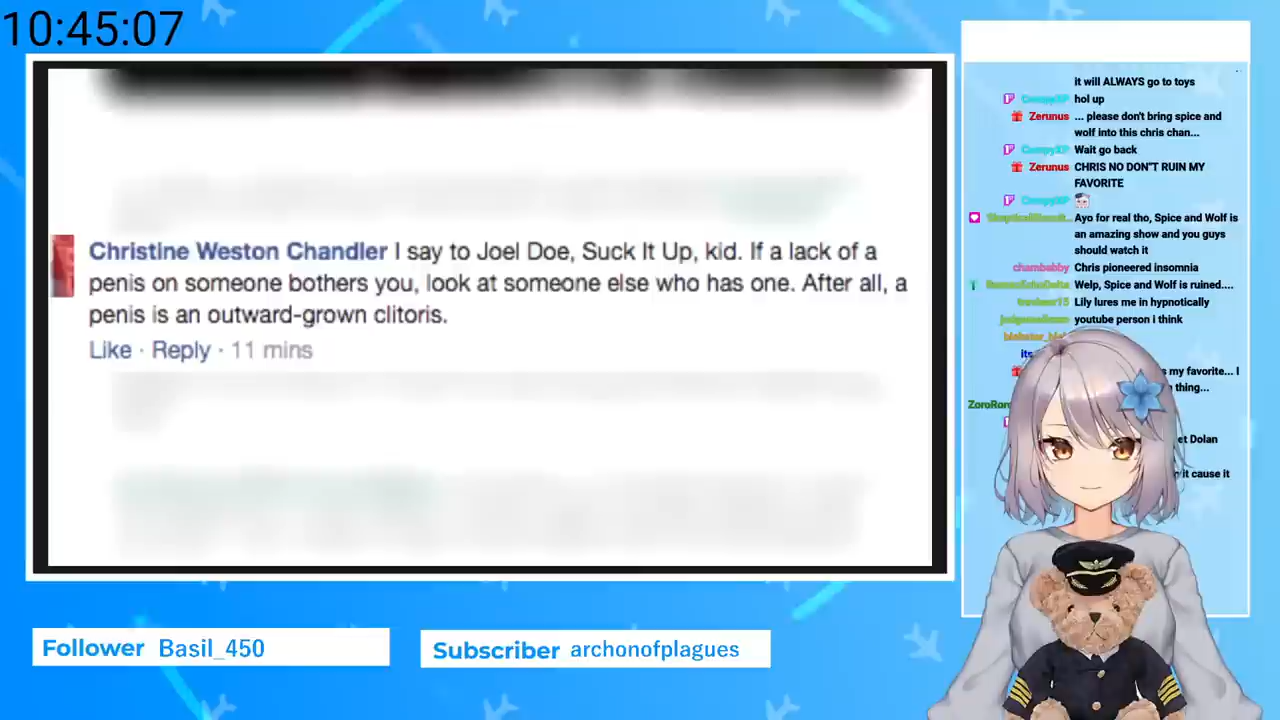 10:45:07
Christine Weston Chandler I say to Joel Doe, Suck It Up, kid. If a lack of a
penis on someone bothers you, look at someone else who has one. After all, a
penis is an outward-grown clitoris.
Like · Reply · 11 mins
it will ALWAYS go to toys
hol up
Zerunus ... please don't bring spice and
wolf into this chris chan...
Wait go back
Zerunus CHRIS NO DON"T RUIN MY
FAVORITE
Ayo for real tho, Spice and Wolf is
an amazing show and you guys
should watch it
chambabby Chris pioneered insomnia
Welp, Spice and Wolf is ruined....
Lily lures me in hypnotically
youtube person i think
its
s my favorite... I
thing...
ZoroRon
et Dolan
it cause it
Follower Basil_450
Subscriber archonofplagues